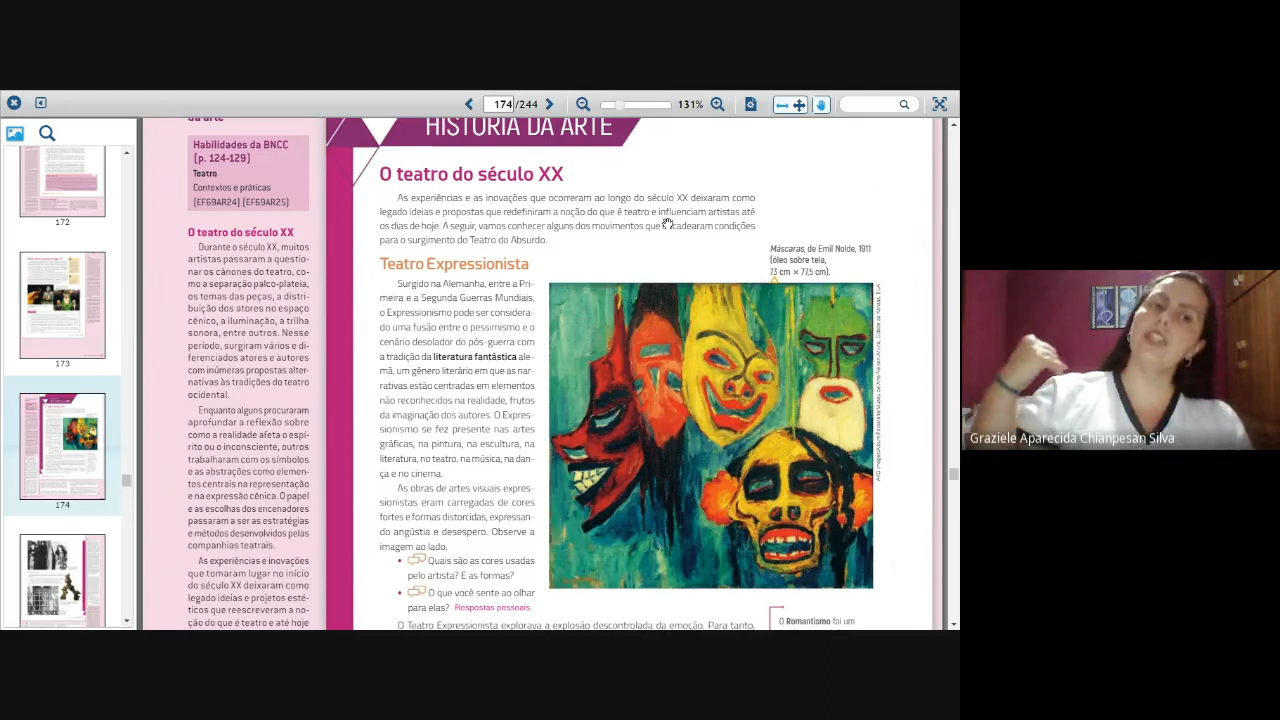 174 /244
131%
172
173
174
da arte
Habilidades da BNCC
(p. 124-129)
Teatro
Contextos e práticas
(EF69AR24) (EF69AR25)
O teatro do século XX
Durante o século XX, muitos
artistas passaram a questio-
nar os cânones do teatro, co-
mo a separação palco-plateia,
os temas das peças, a distri-
buição dos atores no espaço
cênico, a iluminação, a trilha
sonora, entre outros. Nesse
período, surgiram vários e di-
ferenciados atores e autores
com inúmeras propostas alter-
nativas às tradições do teatro
ocidental.
Enquanto alguns procuraram
aprofundar a reflexão sobre
como a realidade afeta o espí-
rito ou o inconsciente, outros
trabalharam com os símbolos
e as abstrações como elemen-
tos centrais na representação
e na expressão cênica. O papel
e as escolhas dos encenadores
passaram a ser as estratégias
e métodos desenvolvidos pelas
companhias teatrais.
As experiências e inovações
que tomaram lugar no início
do século XX deixaram como
legado ideias e projetos esté-
ticos que reescreveram a no-
ção do que é teatro e até hoje
HISTÓRIA DA ARTE
O teatro do século XX
As experiências e as inovações que ocorreram ao longo do século XX deixaram como
legado ideias e propostas que redefiniram a noção do que é teatro e influenciam artistas até
os dias de hoje. A seguir, vamos conhecer alguns dos movimentos que cadearam condições
para o surgimento do Teatro do Absurdo.
Teatro Expressionista
Surgido na Alemanha, entre a Pri-
meira e a Segunda Guerras Mundiais,
o Expressionismo pode ser considera-
do uma fusão entre o pessimismo e o
cenário desolador do pós-guerra com
a tradição da literatura fantástica ale-
mã, um gênero literário em que as nar-
rativas estão centradas em elementos
não reconhecidos na realidade, frutos
da imaginação dos autores. O Expres-
sionismo se fez presente nas artes
gráficas, na pintura, na escultura, na
literatura, no teatro, na música, na dan-
ça e no cinema.
As obras de artes visuais expres-
sionistas eram carregadas de cores
fortes e formas distorcidas, expressan-
do angústia e desespero. Observe a
imagem ao lado.
• Quais são as cores usadas
pelo artista? E as formas?
• O que você sente ao olhar
para elas? Respostas pessoais.
O Teatro Expressionista explorava a explosão descontrolada da emoção. Para tanto,
Máscaras, de Emil Nolde, 1911
(óleo sobre tela,
73 cm × 77,5 cm).
O Romantismo foi um
Graziele Aparecida Chianpesan Silva